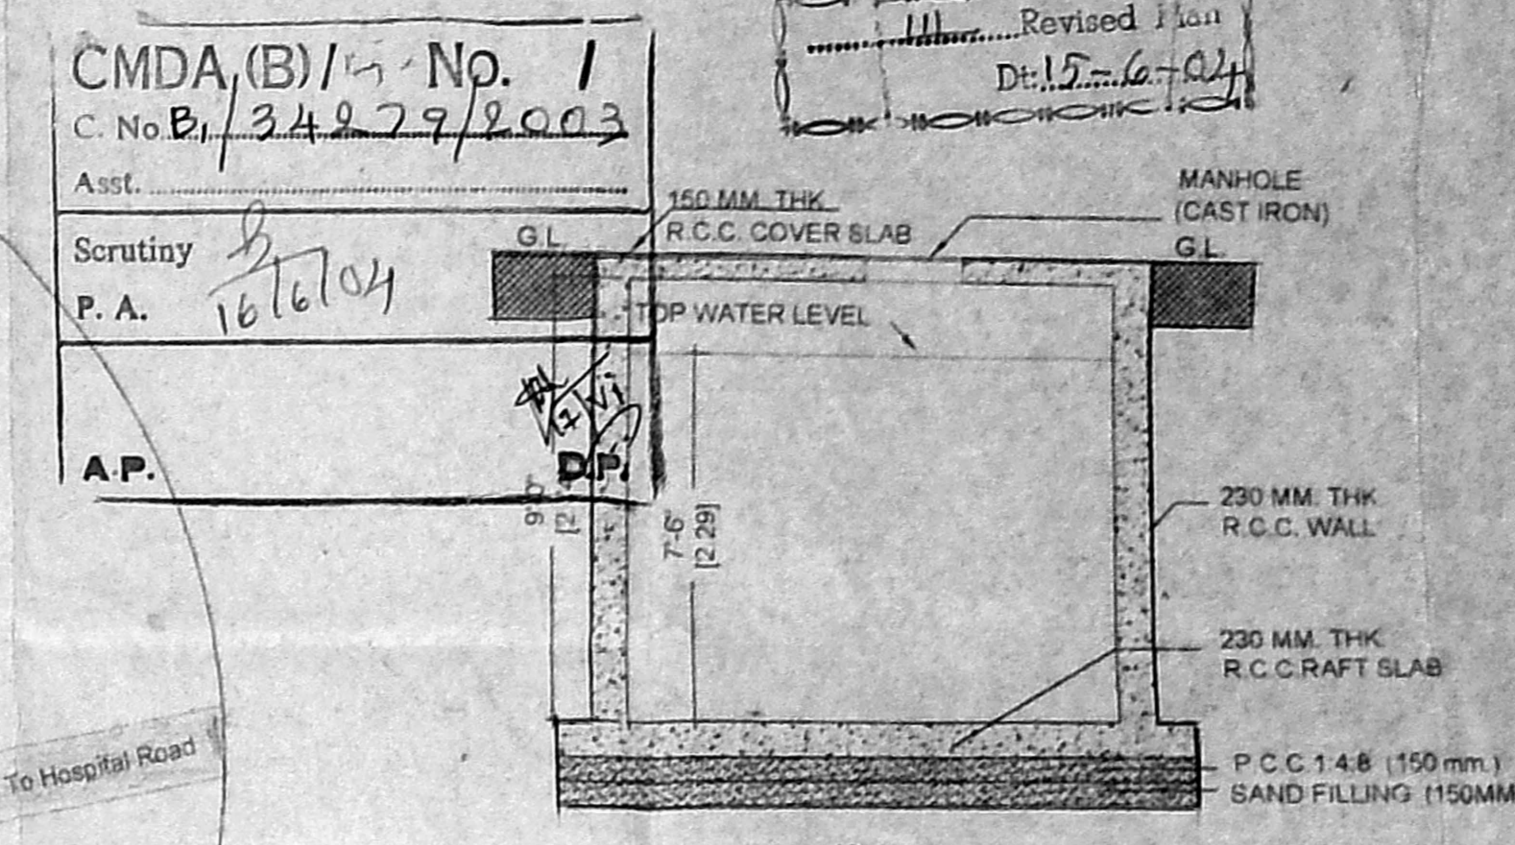 CMDA (B)/ No. 1
C. No. B1/34279/2003
Asst.
Scrutiny
P. A. 16/6/04
A.P. D.P.
III Revised Plan
Dt: 15-6-04
150 MM. THK
R.C.C. COVER SLAB
MANHOLE
(CAST IRON)
G.L.
G.L.
TOP WATER LEVEL
9'-0"
[2
7'-6"
[2.29]
230 MM. THK
R.C.C. WALL
230 MM. THK
R.C.C.RAFT SLAB
P.C.C.1:4:8 (150 mm.)
SAND FILLING (150MM
To Hospital Road